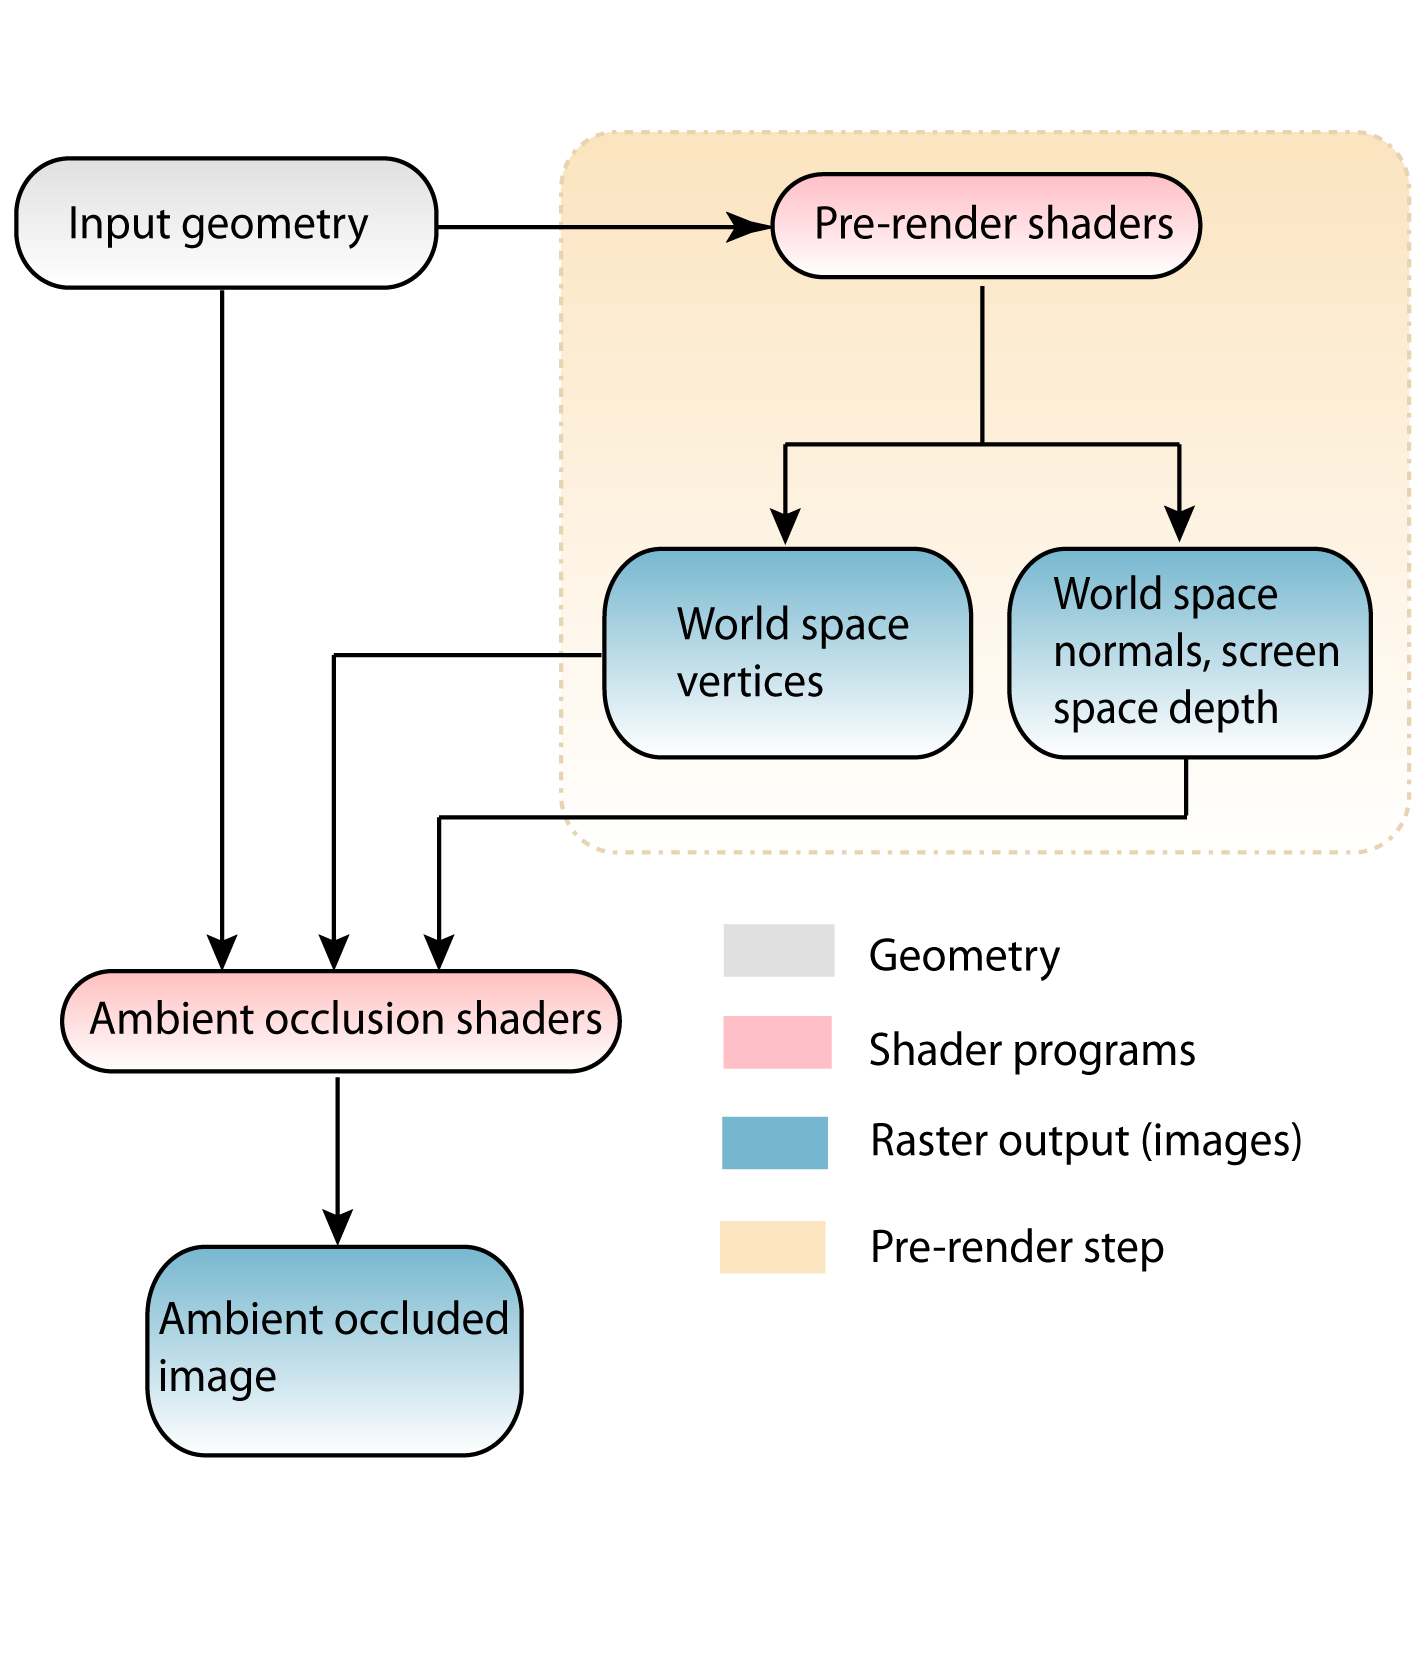 Input geometry
Pre-render shaders
World space
vertices
World space
normals, screen
space depth
Ambient occlusion shaders
Ambient occluded
image
Geometry
Shader programs
Raster output (images)
Pre-render step